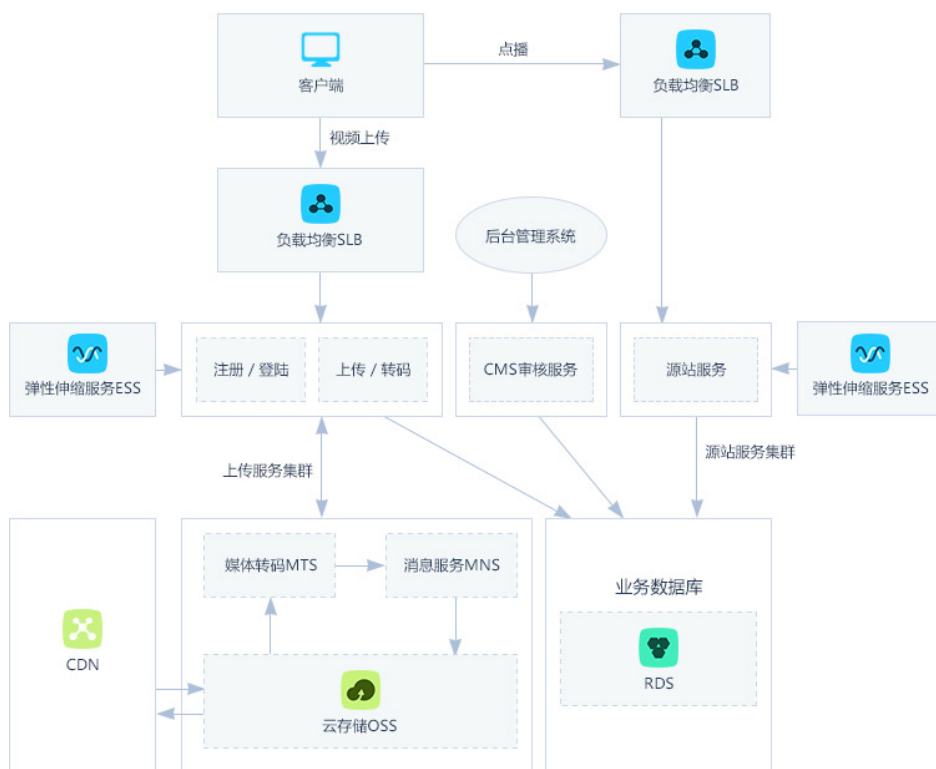 点播
客户端
负载均衡SLB
视频上传
负载均衡SLB
后台管理系统
弹性伸缩服务ESS
注册 / 登陆
上传 / 转码
CMS审核服务
源站服务
弹性伸缩服务ESS
上传服务集群
源站服务集群
媒体转码MTS
消息服务MNS
业务数据库
CDN
RDS
云存储OSS